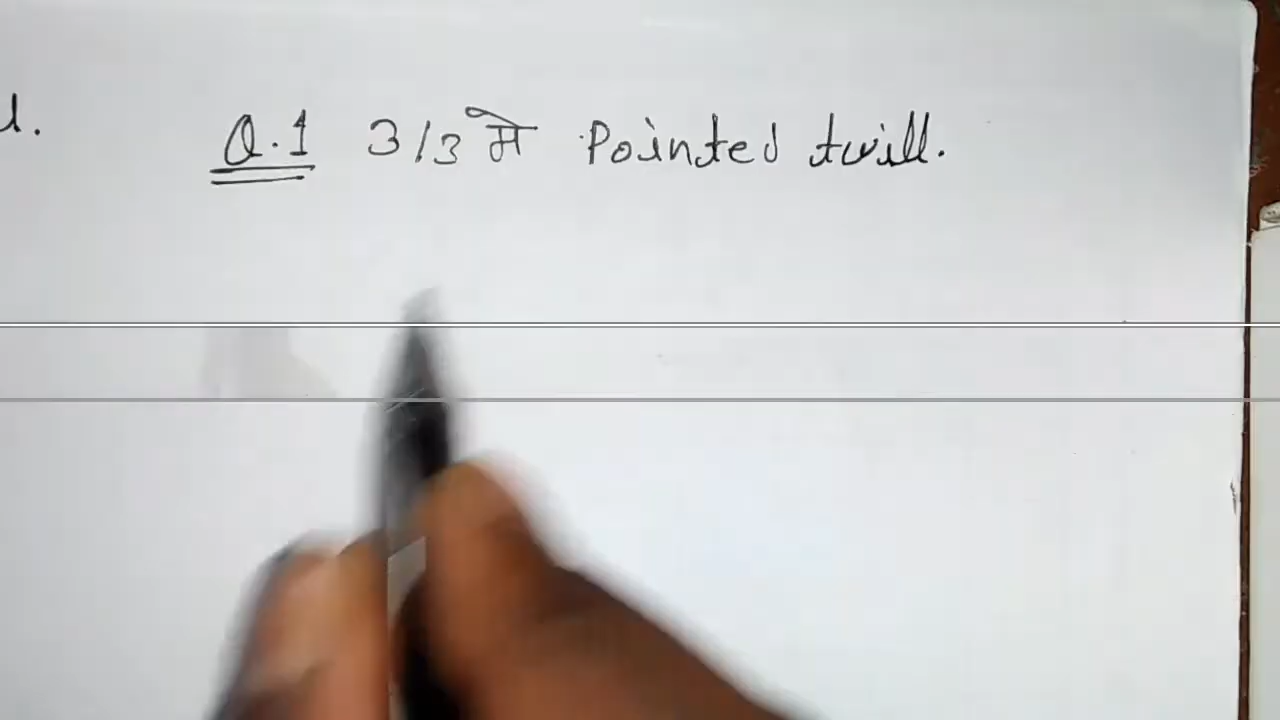 Q.1 3/3 में Pointed twill.